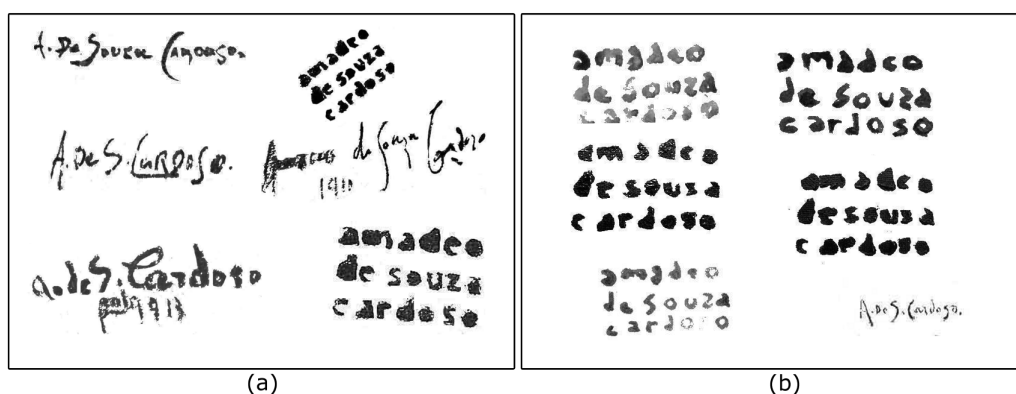 A. De Souza Cardoso.
amadeo
de souza
cardoso
A. De S. Cardoso.
de Souza Cardoso
1911
a. de S. Cardoso
1913
amadeo
de souza
cardoso
(a)
amadeo
de souza
cardoso
amadeo
de souza
cardoso
amadeo
de sousa
cardoso
amadeo
de sousa
cardoso
amadeo
de souza
cardoso
A. De S. Cardoso.
(b)